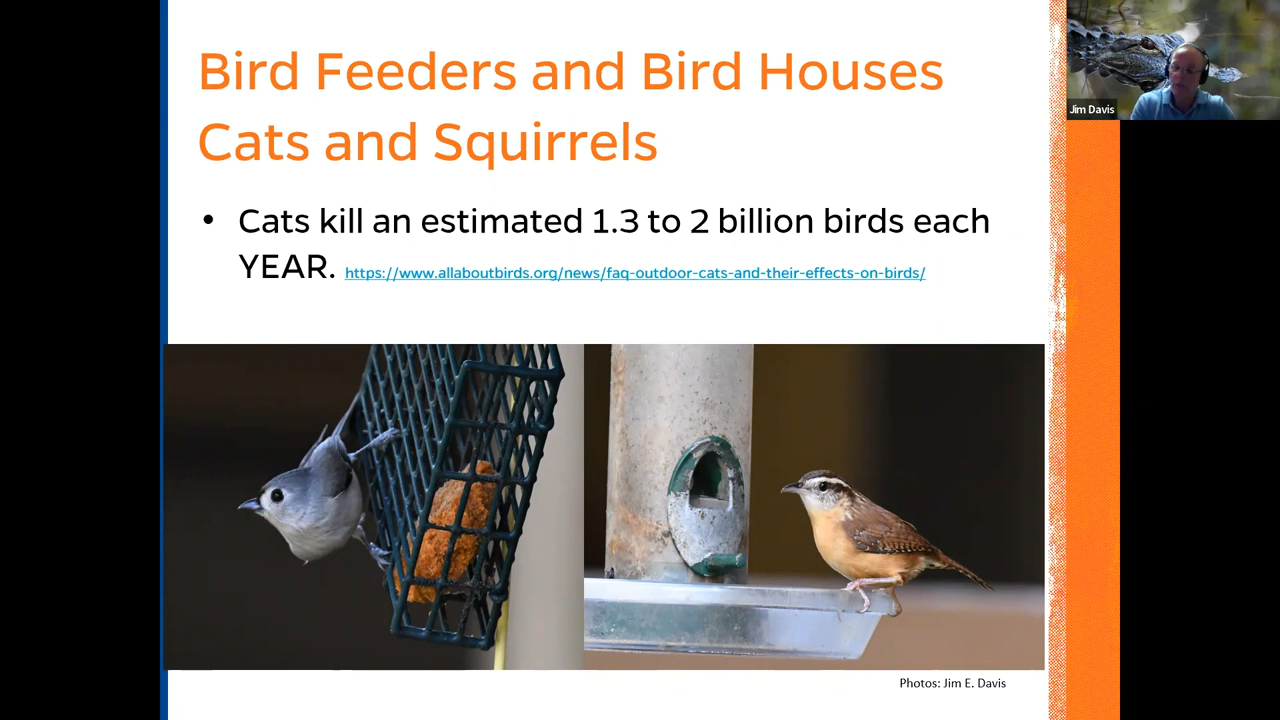 Bird Feeders and Bird Houses
Cats and Squirrels
• Cats kill an estimated 1.3 to 2 billion birds each
YEAR. https://www.allaboutbirds.org/news/faq-outdoor-cats-and-their-effects-on-birds/
Photos: Jim E. Davis
Jim Davis